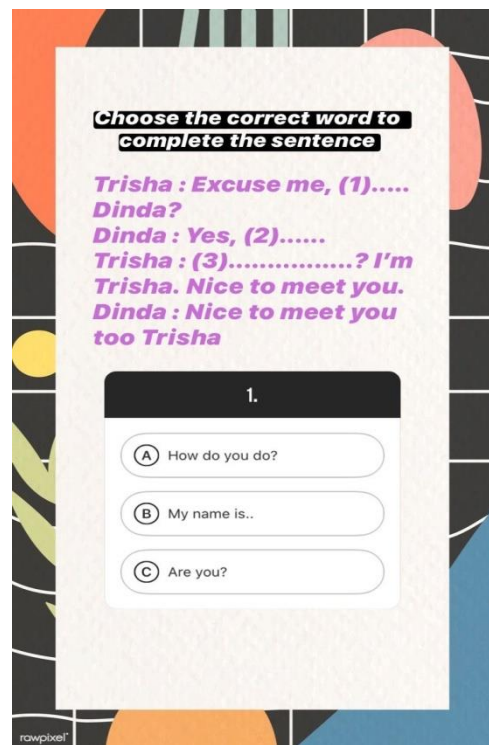 Choose the correct word to
complete the sentence
Trisha : Excuse me, (1).....
Dinda?
Dinda : Yes, (2)......
Trisha : (3)................? I'm
Trisha. Nice to meet you.
Dinda : Nice to meet you
too Trisha
1.
A How do you do?
B My name is..
C Are you?
rawpixel